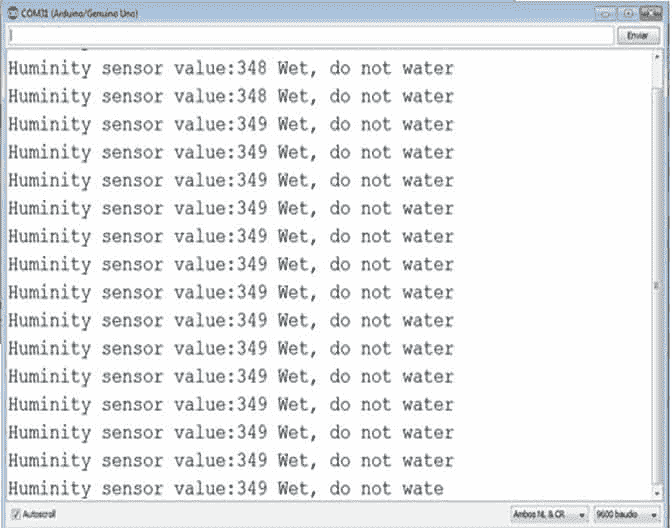 COM31 (Arduino/Genuino Uno)
Enviar
Huminity sensor value:348 Wet, do not water
Huminity sensor value:348 Wet, do not water
Huminity sensor value:349 Wet, do not water
Huminity sensor value:349 Wet, do not water
Huminity sensor value:349 Wet, do not water
Huminity sensor value:349 Wet, do not water
Huminity sensor value:349 Wet, do not water
Huminity sensor value:349 Wet, do not water
Huminity sensor value:349 Wet, do not water
Huminity sensor value:349 Wet, do not water
Huminity sensor value:349 Wet, do not water
Huminity sensor value:349 Wet, do not water
Huminity sensor value:349 Wet, do not water
Huminity sensor value:349 Wet, do not water
Huminity sensor value:349 Wet, do not water
Huminity sensor value:349 Wet, do not wate
Autoscroll
Ambos NL & CR
9600 baudio